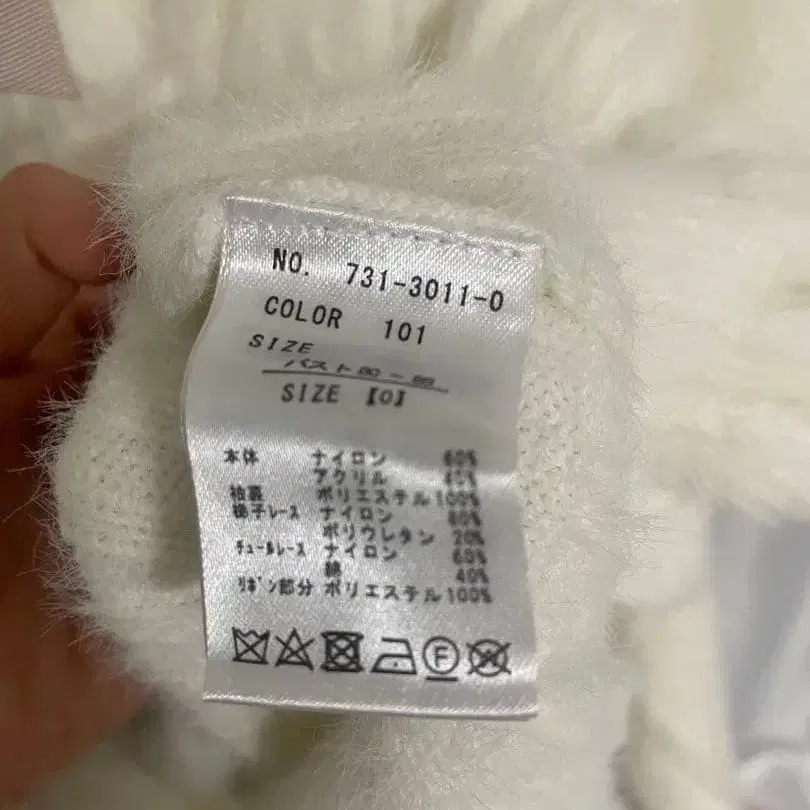 NO. 731-3011-0
COLOR 101
SIZE
バスト80-88
SIZE 【0】
本体 ナイロン 60%
アクリル 40%
袖裏 ポリエステル100%
梯子レース ナイロン 80%
ポリウレタン 20%
チュールレース ナイロン 60%
綿 40%
リボン部分 ポリエステル100%
F